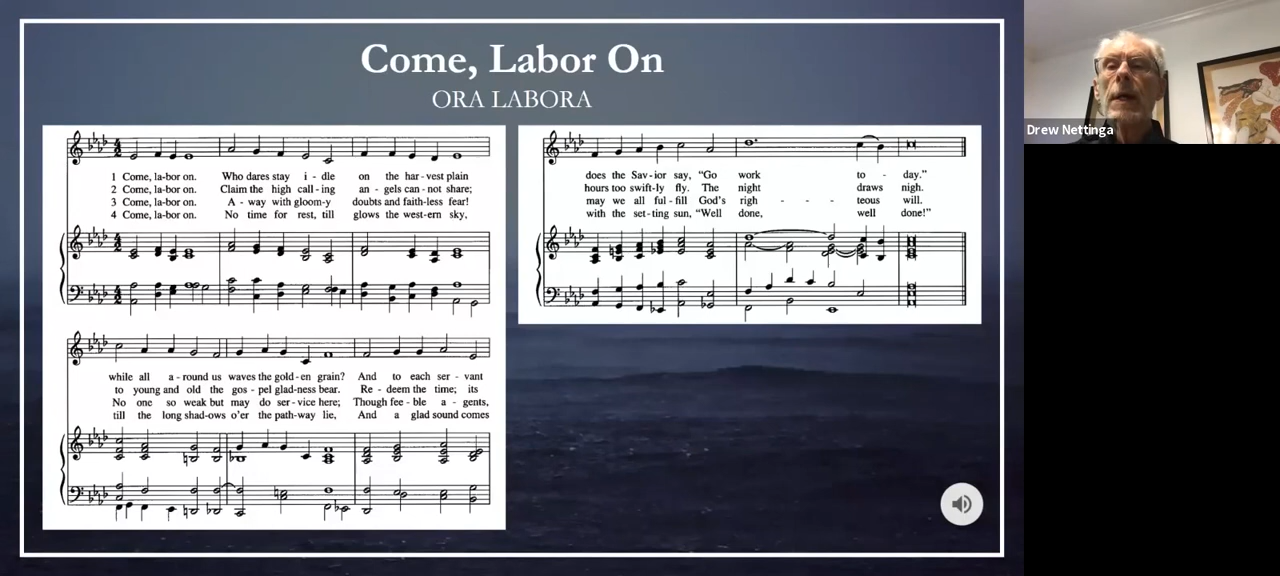 Come, Labor On
ORA LABORA
1 Come, la-bor on. Who dares stay i - dle on the har-vest plain
2 Come, la-bor on. Claim the high call-ing an - gels can-not share;
3 Come, la-bor on. A - way with gloom-y doubts and faith-less fear!
4 Come, la-bor on. No time for rest, till glows the west-ern sky,
while all a-round us waves the gold-en grain? And to each ser-vant
to young and old the gos-pel glad-ness bear. Re-deem the time; its
No one so weak but may do ser-vice here; Though fee-ble a-gents,
till the long shad-ows o'er the path-way lie, And a glad sound comes
does the Sav-ior say, "Go work to - day."
hours too swift-ly fly. The night draws nigh.
may we all ful-fill God's righ - - - teous will.
with the set-ting sun, "Well done, well done!"
Drew Nettinga